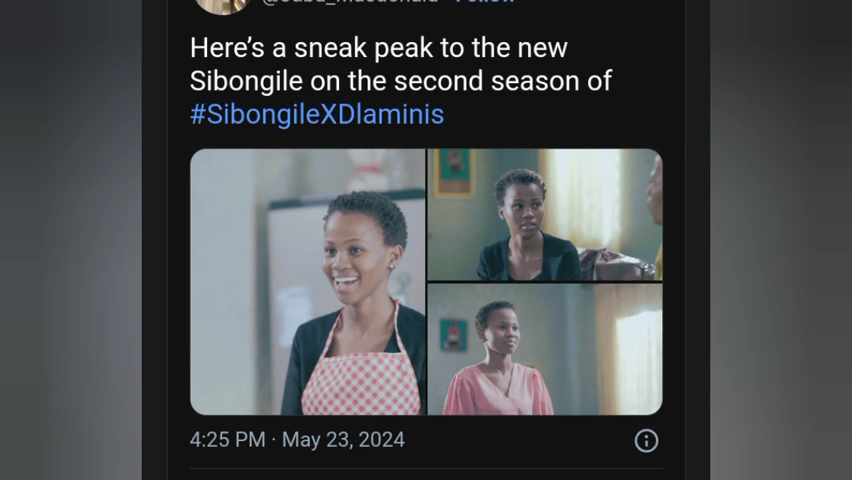 Here's a sneak peak to the new
Sibongile on the second season of
#SibongileXDlaminis
4:25 PM · May 23, 2024